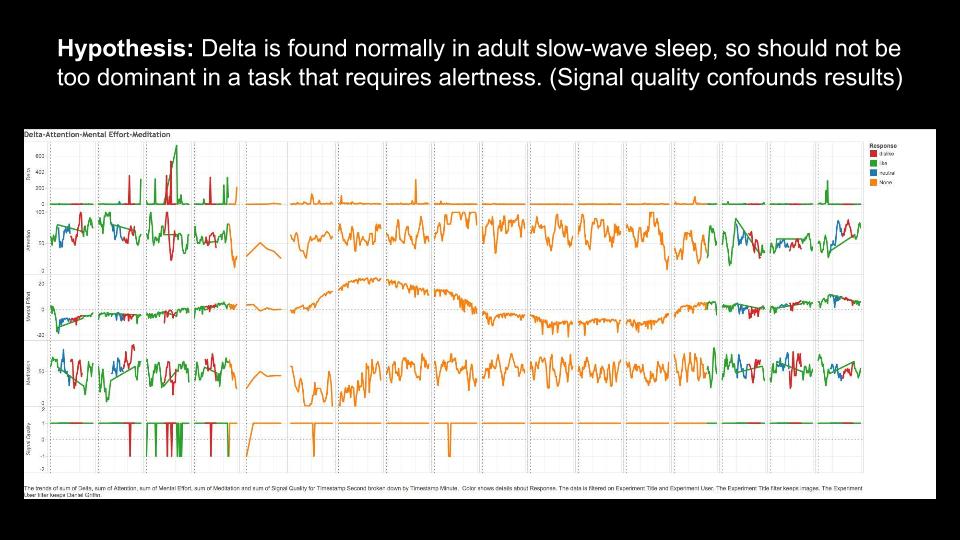 Hypothesis: Delta is found normally in adult slow-wave sleep, so should not be
too dominant in a task that requires alertness. (Signal quality confounds results)
Delta-Attention-Mental Effort-Meditation
Response
dislike
like
neutral
None
Delta
600
400
200
0
Attention
100
50
0
Mental Effort
20
0
-20
Meditation
50
0
Signal Quality
2
1
0
-1
-2
The trends of sum of Delta, sum of Attention, sum of Mental Effort, sum of Meditation and sum of Signal Quality for Timestamp Second broken down by Timestamp Minute. Color shows details about Response. The data is filtered on Experiment Title and Experiment User. The Experiment Title filter keeps images. The Experiment
User filter keeps Daniel Griffin.